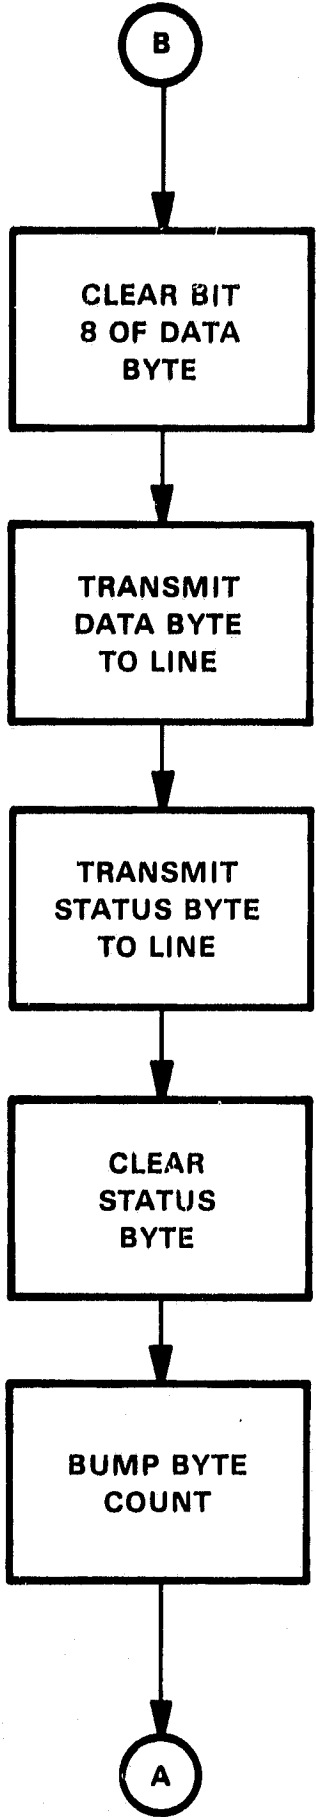 B
CLEAR BIT
8 OF DATA
BYTE
TRANSMIT
DATA BYTE
TO LINE
TRANSMIT
STATUS BYTE
TO LINE
CLEAR
STATUS
BYTE
BUMP BYTE
COUNT
A